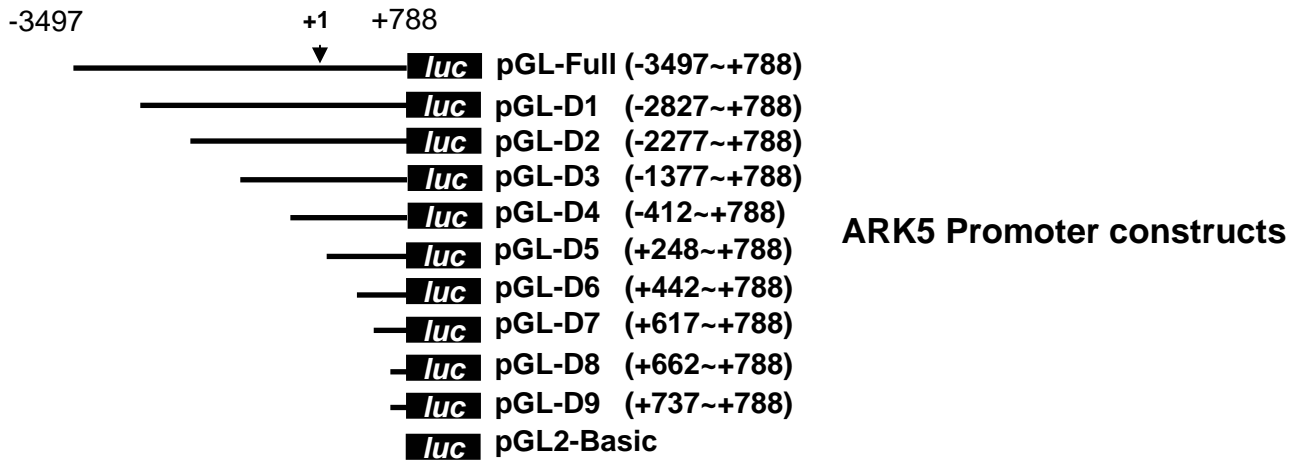 -3497 +1 +788
luc pGL-Full (-3497~+788)
luc pGL-D1 (-2827~+788)
luc pGL-D2 (-2277~+788)
luc pGL-D3 (-1377~+788)
luc pGL-D4 (-412~+788)
luc pGL-D5 (+248~+788)
ARK5 Promoter constructs
luc pGL-D6 (+442~+788)
luc pGL-D7 (+617~+788)
luc pGL-D8 (+662~+788)
luc pGL-D9 (+737~+788)
luc pGL2-Basic